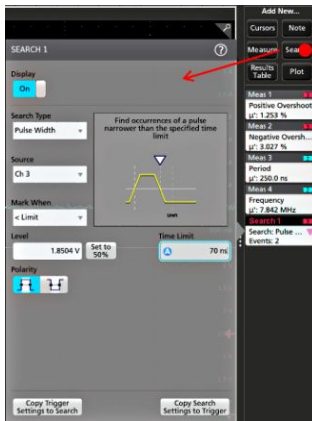 Add New...
Cursors
Note
Measure
Results
Table
Plot
SEARCH 1
Display
On
Search Type
Pulse Width
Find occurrences of a pulse
narrower than the specified time
limit
Source
Ch 3
Mark When
< Limit
Level
1.8504 V
Set to
50%
Time Limit
70 ns
Polarity
Copy Trigger
Settings to Search
Copy Search
Settings to Trigger
Meas 1
Positive Overshoot
µ': 1.253 %
Meas 2
Negative Oversh...
µ': 3.027 %
Meas 3
Period
µ': 250.0 ns
Meas 4
Frequency
µ': 7.842 MHz
Search 1
Search: Pulse ...
Events: 2